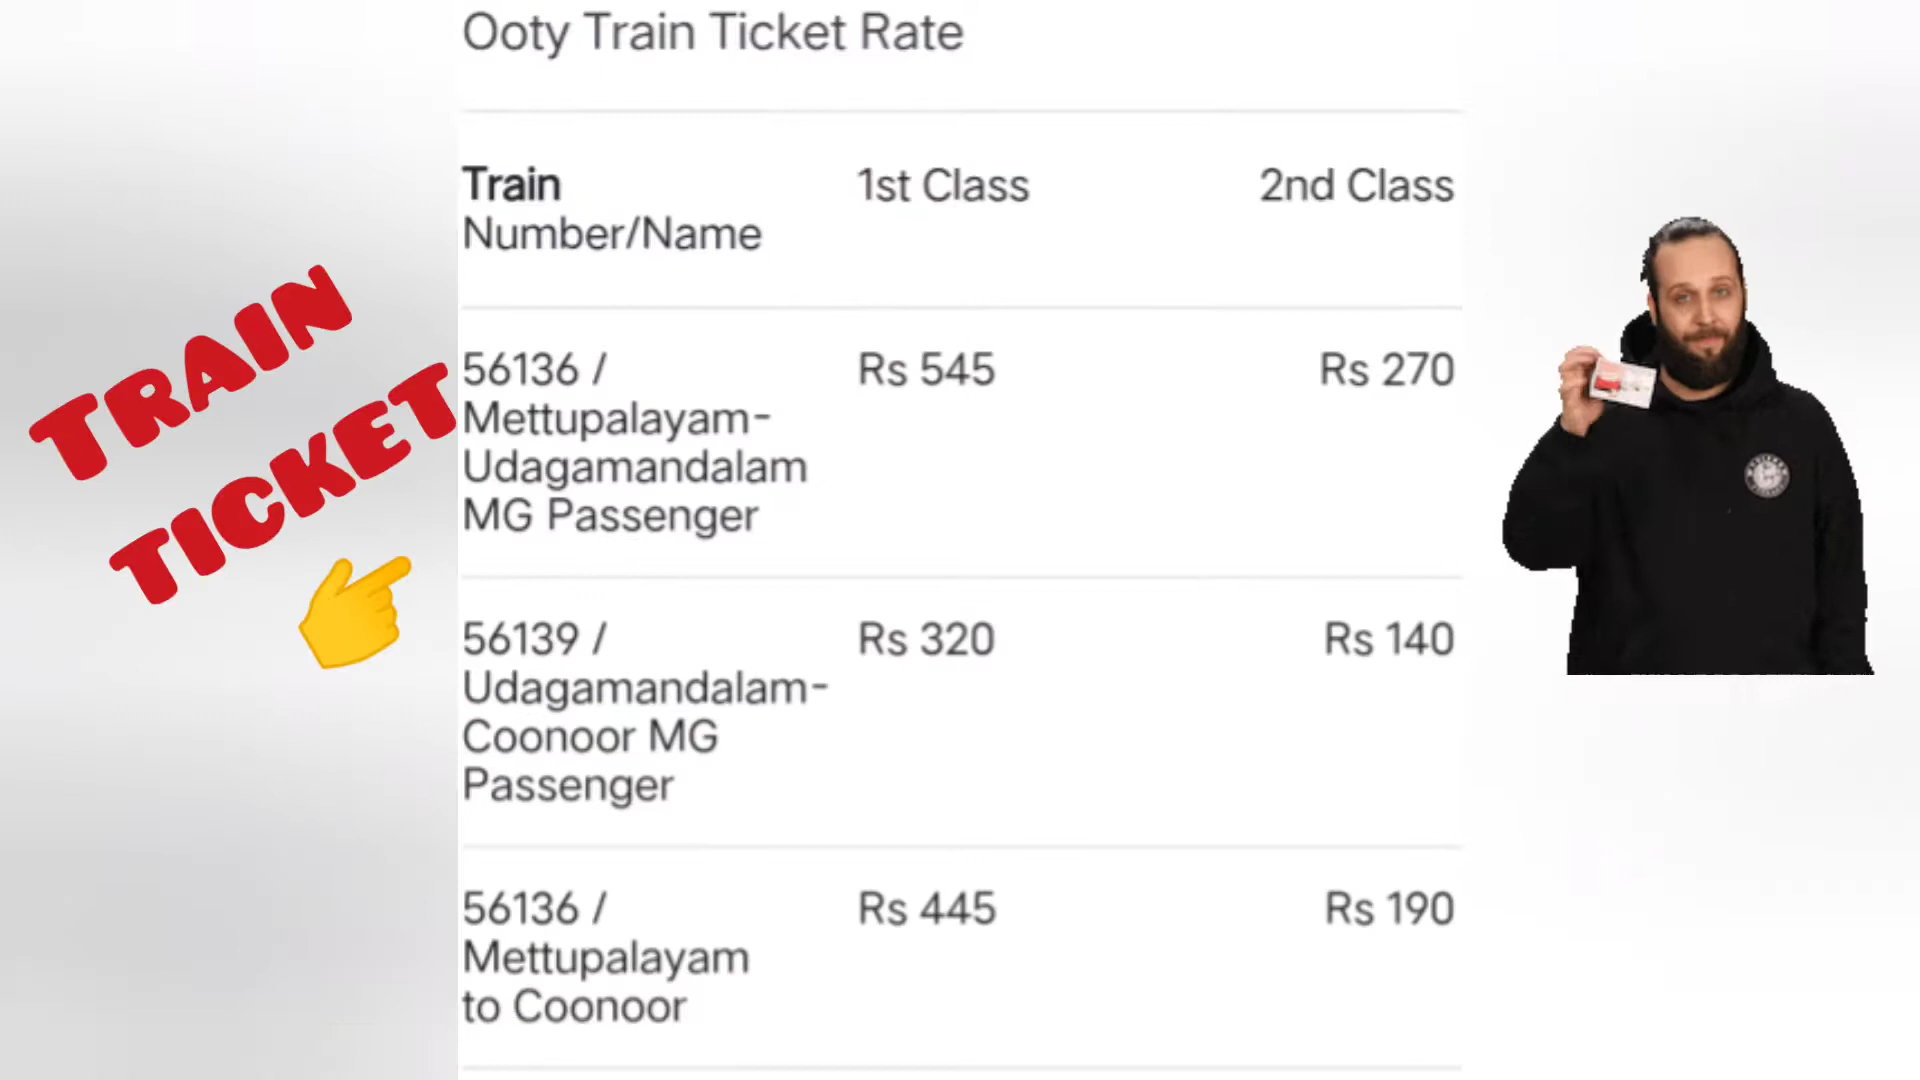 Ooty Train Ticket Rate
Train Number/Name 1st Class 2nd Class
TRAIN
TICKET
56136 / Rs 545 Rs 270
Mettupalayam-
Udagamandalam
MG Passenger
56139 / Rs 320 Rs 140
Udagamandalam-
Coonoor MG
Passenger
56136 / Rs 445 Rs 190
Mettupalayam
to Coonoor